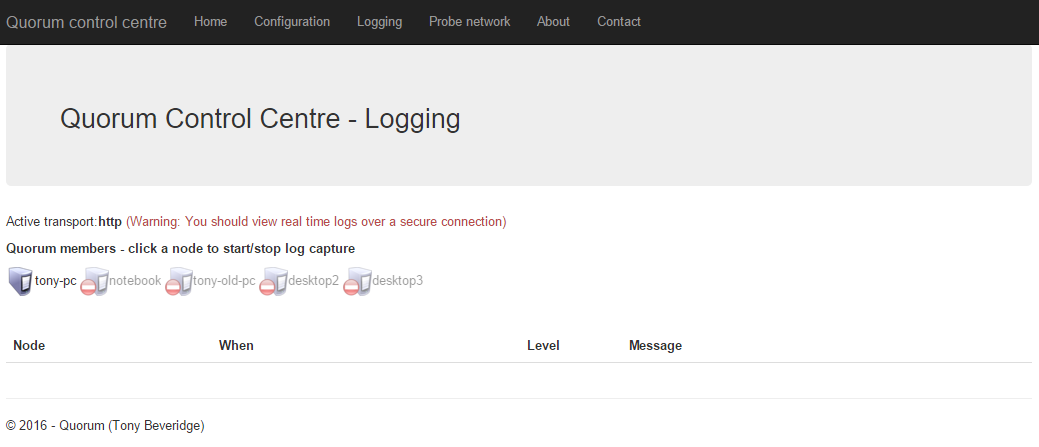 Quorum control centre Home Configuration Logging Probe network About Contact
Quorum Control Centre - Logging
Active transport:http (Warning: You should view real time logs over a secure connection)
Quorum members - click a node to start/stop log capture
tony-pc notebook tony-old-pc desktop2 desktop3
Node When Level Message
© 2016 - Quorum (Tony Beveridge)